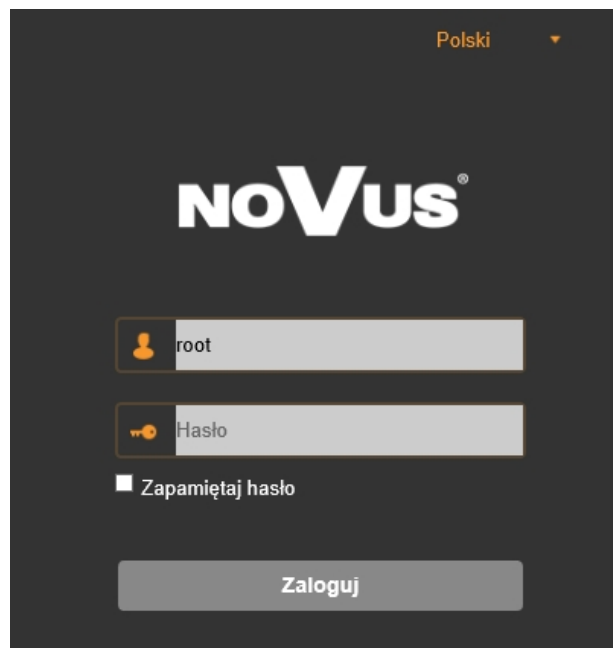 Polski
NOVUS®
root
Hasło
Zapamiętaj hasło
Zaloguj